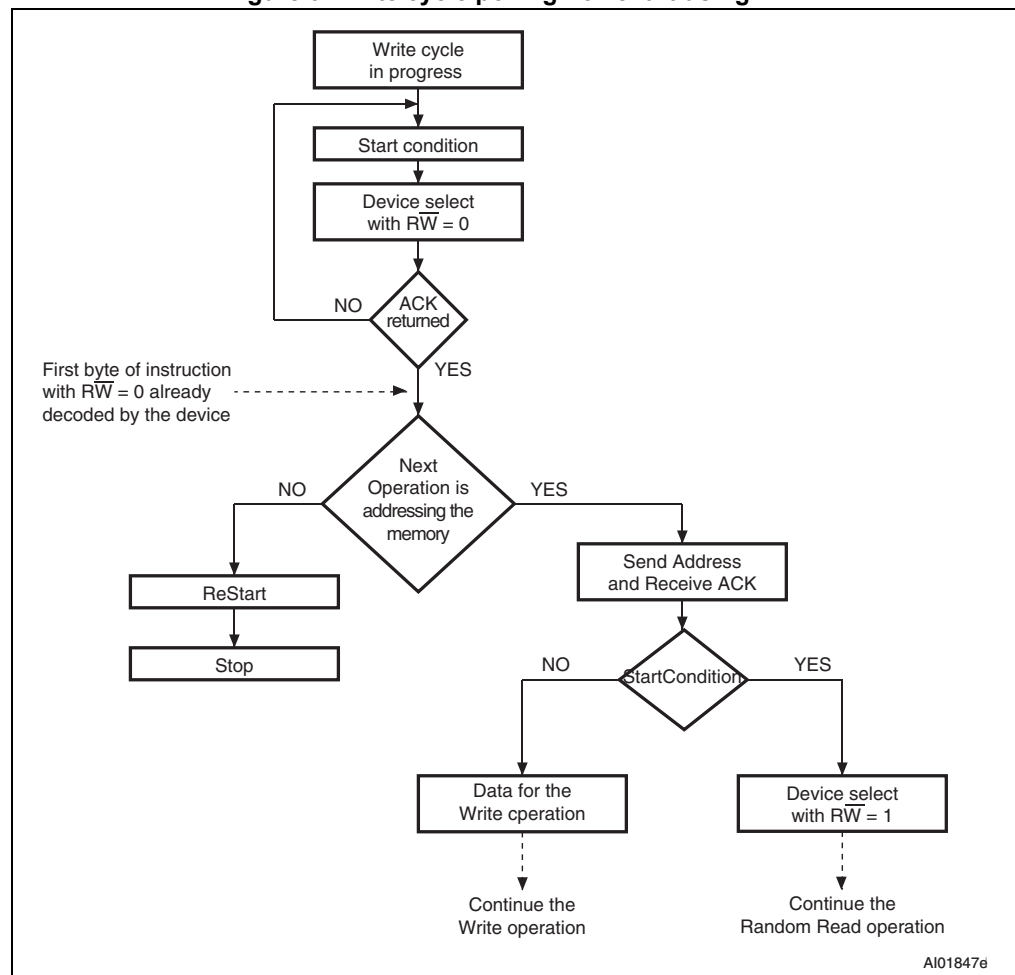 Write cycle
in progress
Start condition
Device select
with RW̅ = 0
NO
ACK
returned
YES
First byte of instruction
with RW̅ = 0 already
decoded by the device
Next
Operation is
addressing the
memory
NO
YES
Send Address
and Receive ACK
ReStart
Stop
NO
StartCondition
YES
Data for the
Write cperation
Device select
with RW̅ = 1
Continue the
Write operation
Continue the
Random Read operation
AI01847e